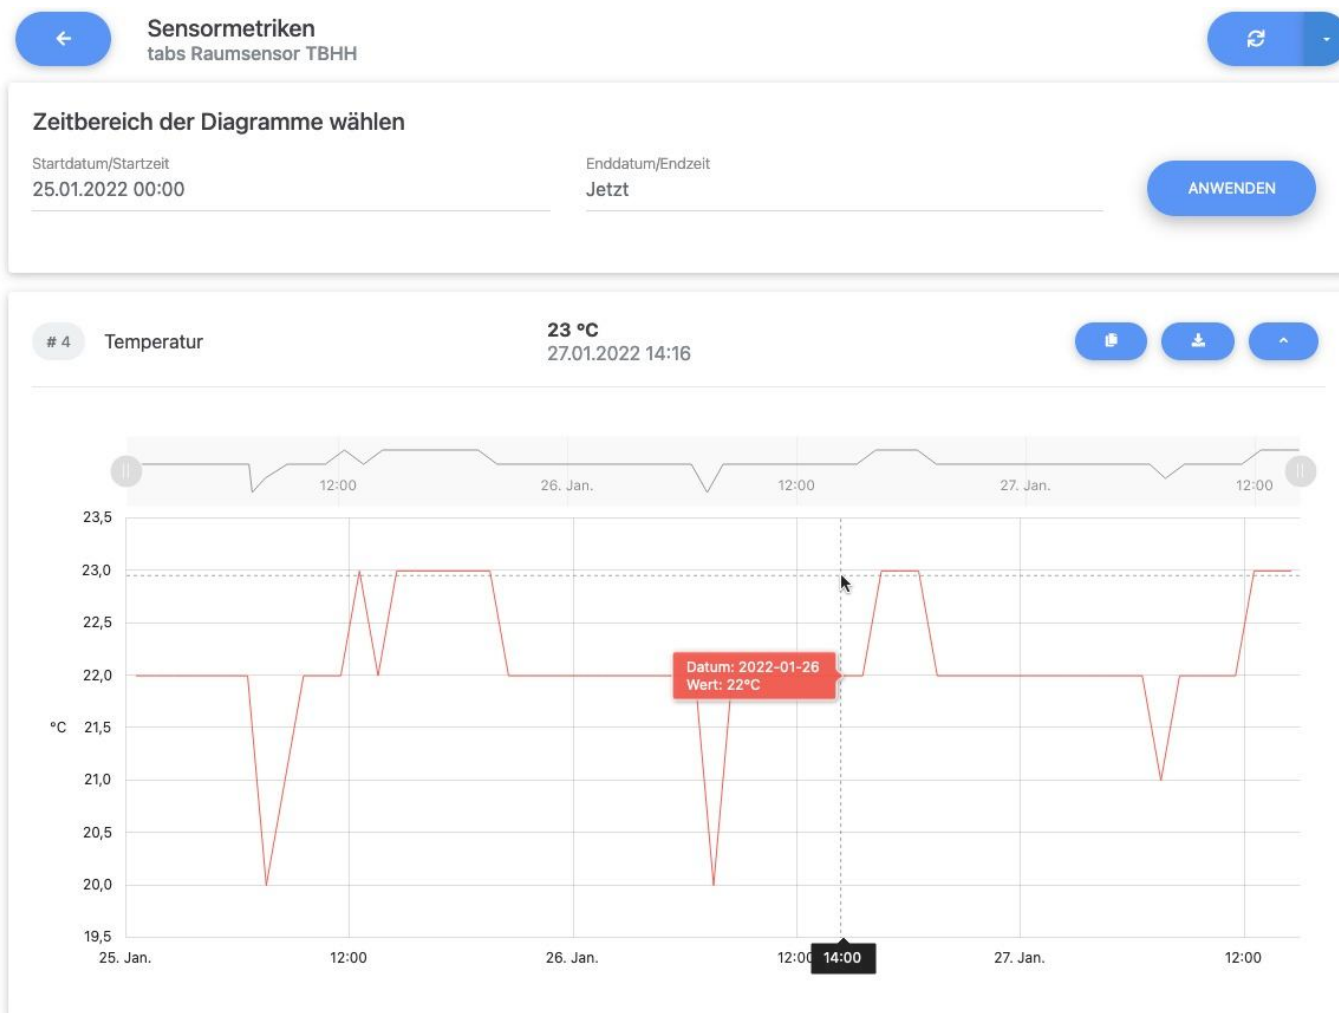 Sensormetriken
tabs Raumsensor TBHH
Zeitbereich der Diagramme wählen
Startdatum/Startzeit
25.01.2022 00:00
Enddatum/Endzeit
Jetzt
ANWENDEN
# 4
Temperatur
23 °C
27.01.2022 14:16
12:00
26. Jan.
12:00
27. Jan.
12:00
23,5
23,0
22,5
22,0
°C
21,5
21,0
20,5
20,0
19,5
Datum: 2022-01-26
Wert: 22°C
25. Jan.
12:00
26. Jan.
12:00
14:00
27. Jan.
12:00